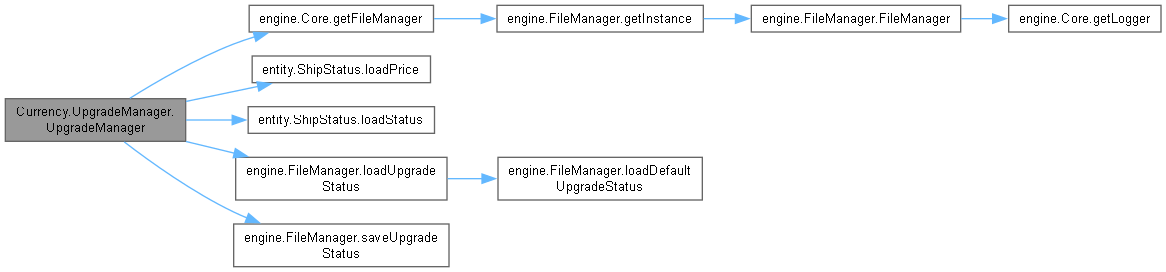 engine.Core.getFileManager
engine.FileManager.getInstance
engine.FileManager.FileManager
engine.Core.getLogger
entity.ShipStatus.loadPrice
Currency.UpgradeManager.
UpgradeManager
entity.ShipStatus.loadStatus
engine.FileManager.loadUpgrade
Status
engine.FileManager.loadDefault
UpgradeStatus
engine.FileManager.saveUpgrade
Status